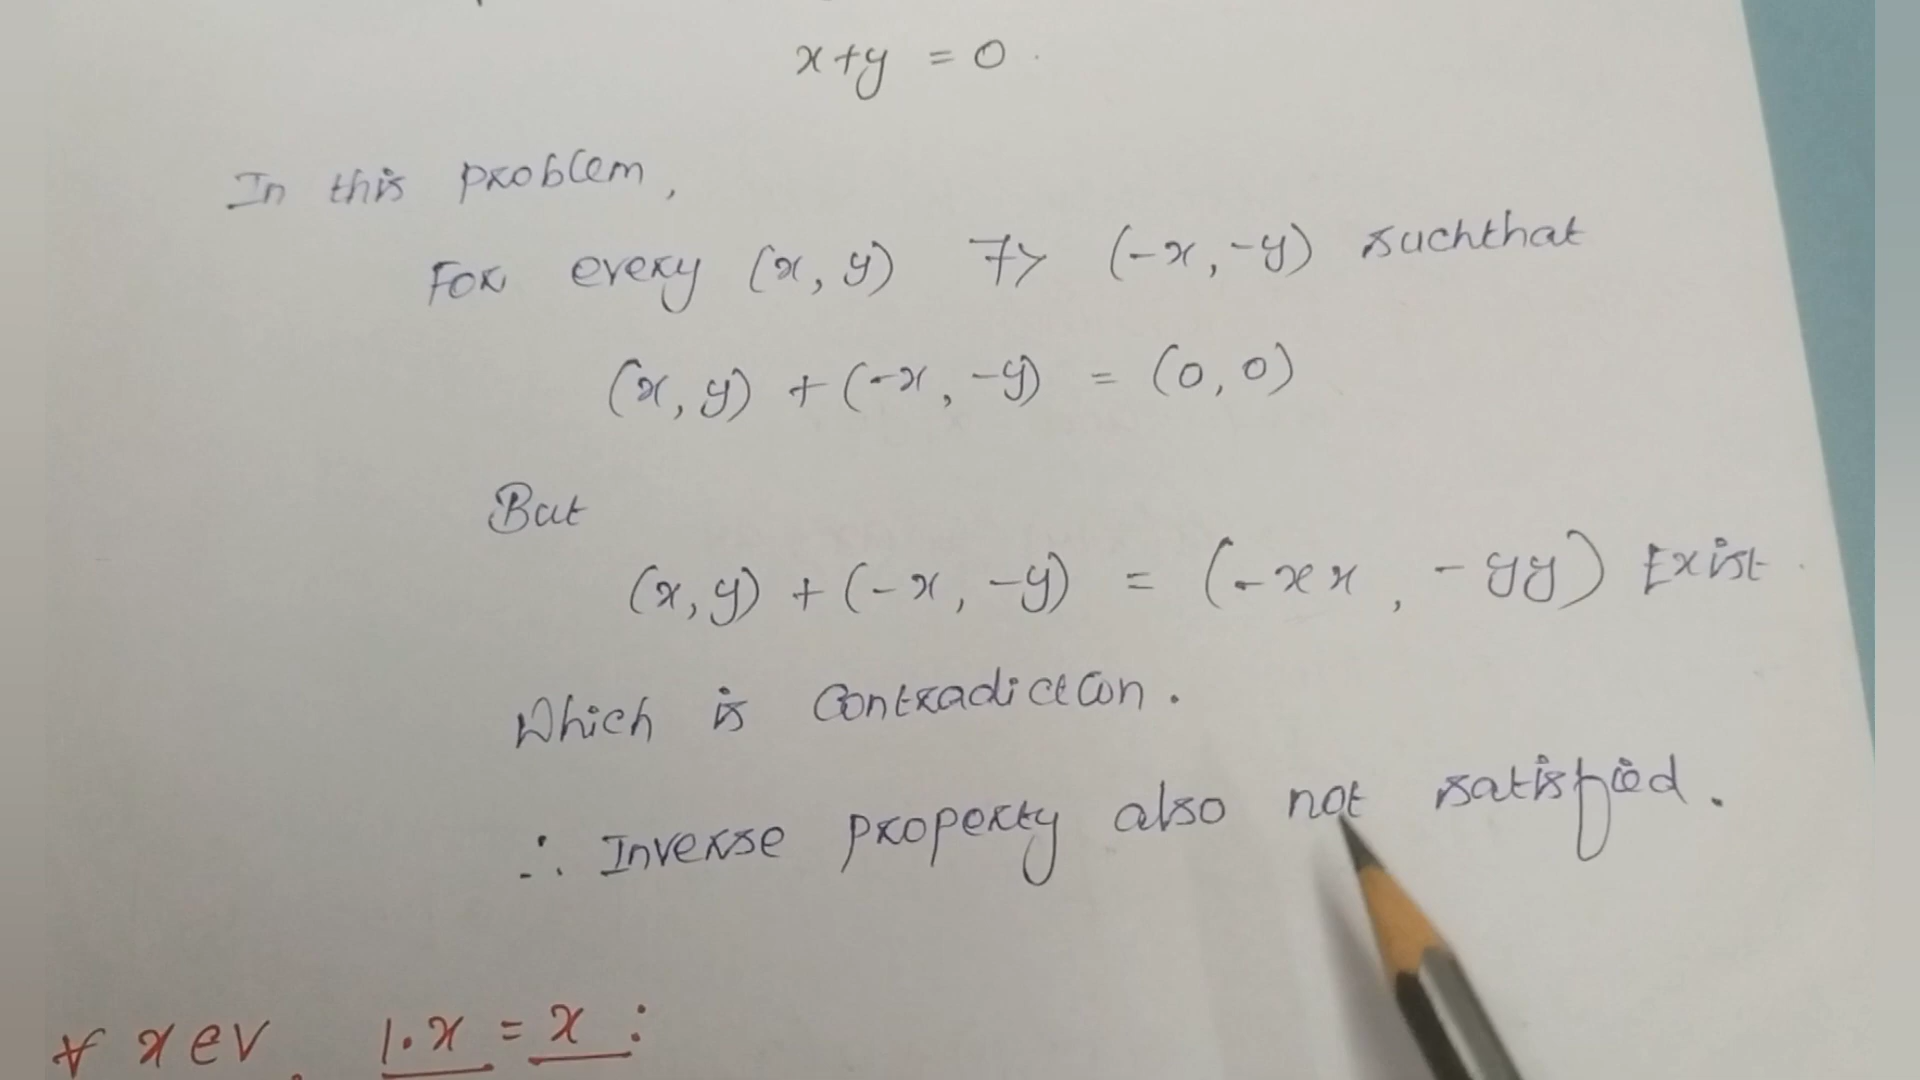 x+y = 0.
In this problem,
For every (x, y) ∄ (-x, -y) suchthat
(x, y) + (-x, -y) = (0, 0)
But
(x, y) + (-x, -y) = (-xx, -yy) Exist.
Which is Contradiction.
∴ Inverse property also not satisfied.
∀ x ∈ V, 1.x = x :